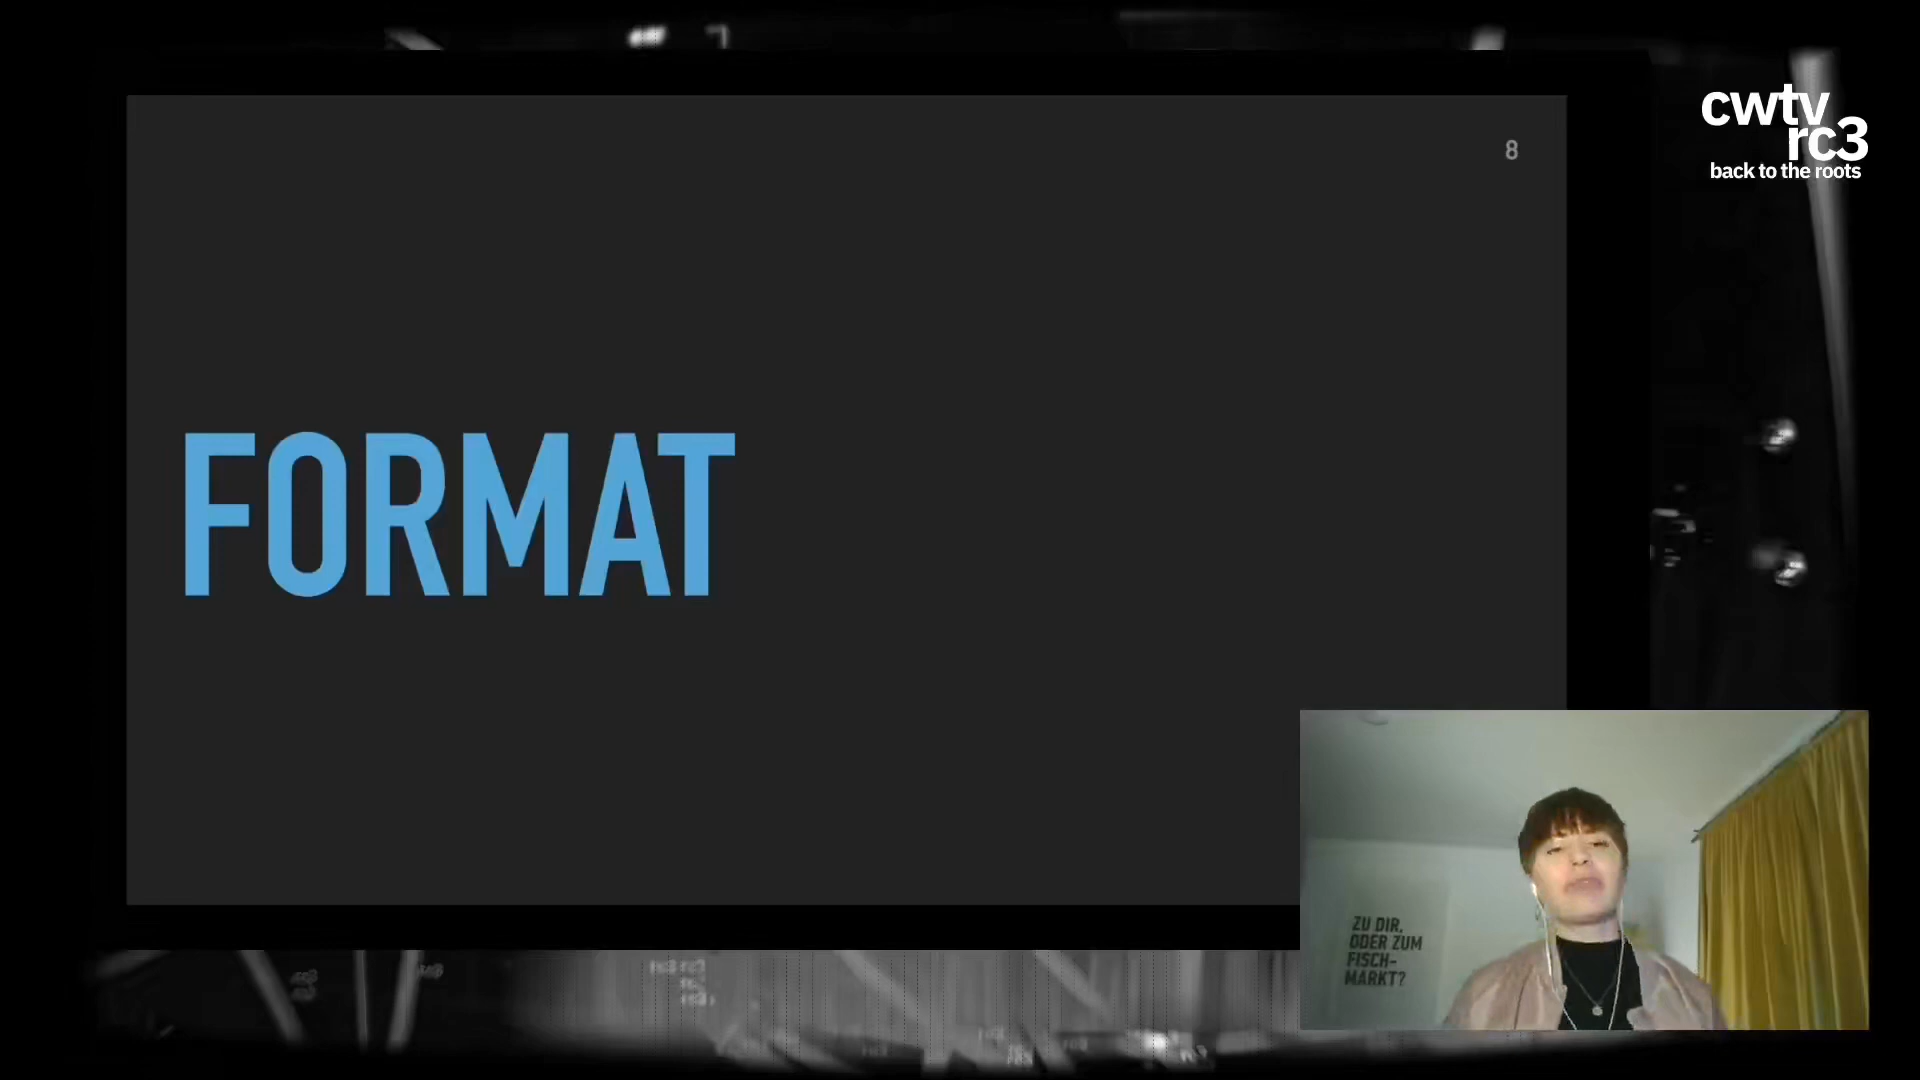 cwtv
rc3
back to the roots
8
FORMAT
ZU DIR,
ODER ZUM
FISCH-
MARKT?